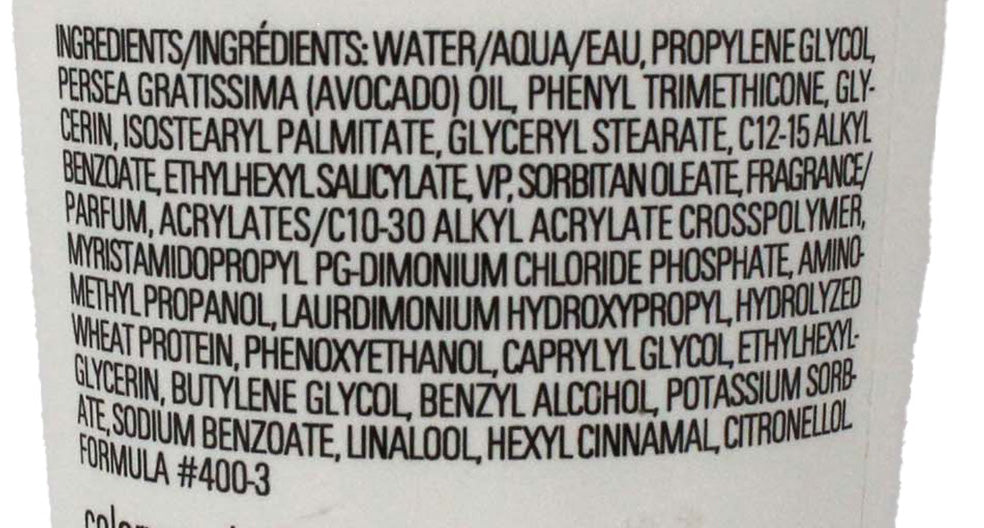 INGREDIENTS/INGRÉDIENTS: WATER/AQUA/EAU, PROPYLENE GLYCOL,
PERSEA GRATISSIMA (AVOCADO) OIL, PHENYL TRIMETHICONE, GLY-
CERIN, ISOSTEARYL PALMITATE, GLYCERYL STEARATE, C12-15 ALKYL
BENZOATE, ETHYLHEXYL SALICYLATE, VP, SORBITAN OLEATE, FRAGRANCE/
PARFUM, ACRYLATES/C10-30 ALKYL ACRYLATE CROSSPOLYMER,
MYRISTAMIDOPROPYL PG-DIMONIUM CHLORIDE PHOSPHATE, AMINO-
METHYL PROPANOL, LAURDIMONIUM HYDROXYPROPYL, HYDROLYZED
WHEAT PROTEIN, PHENOXYETHANOL, CAPRYLYL GLYCOL, ETHYLHEXYL-
GLYCERIN, BUTYLENE GLYCOL, BENZYL ALCOHOL, POTASSIUM SORB-
ATE, SODIUM BENZOATE, LINALOOL, HEXYL CINNAMAL, CITRONELLOL
FORMULA #400-3